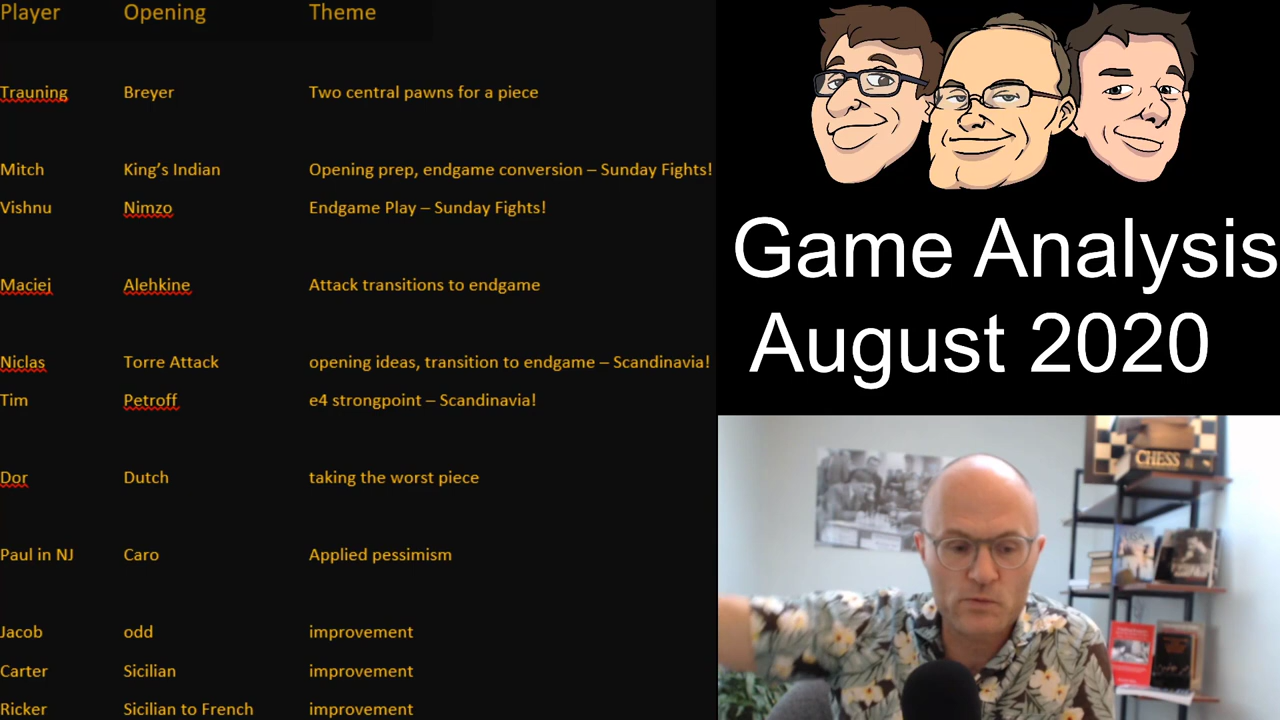 Player Opening Theme
Trauning Breyer Two central pawns for a piece
Mitch King's Indian Opening prep, endgame conversion – Sunday Fights!
Vishnu Nimzo Endgame Play – Sunday Fights!
Maciej Alehkine Attack transitions to endgame
Niclas Torre Attack opening ideas, transition to endgame – Scandinavia!
Tim Petroff e4 strongpoint – Scandinavia!
Dor Dutch taking the worst piece
Paul in NJ Caro Applied pessimism
Jacob odd improvement
Carter Sicilian improvement
Ricker Sicilian to French improvement
Game Analysis
August 2020
CHESS